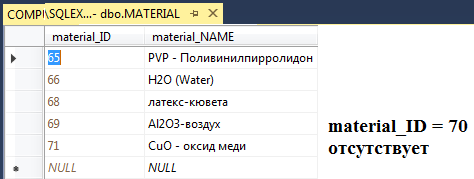 COMPI\SQLEX...- dbo.MATERIAL
material_ID material_NAME
65 PVP - Поливинилпирролидон
66 H2O (Water)
68 латекс-кювета
69 Al2O3-воздух
71 CuO - оксид меди
NULL NULL
material_ID = 70
отсутствует